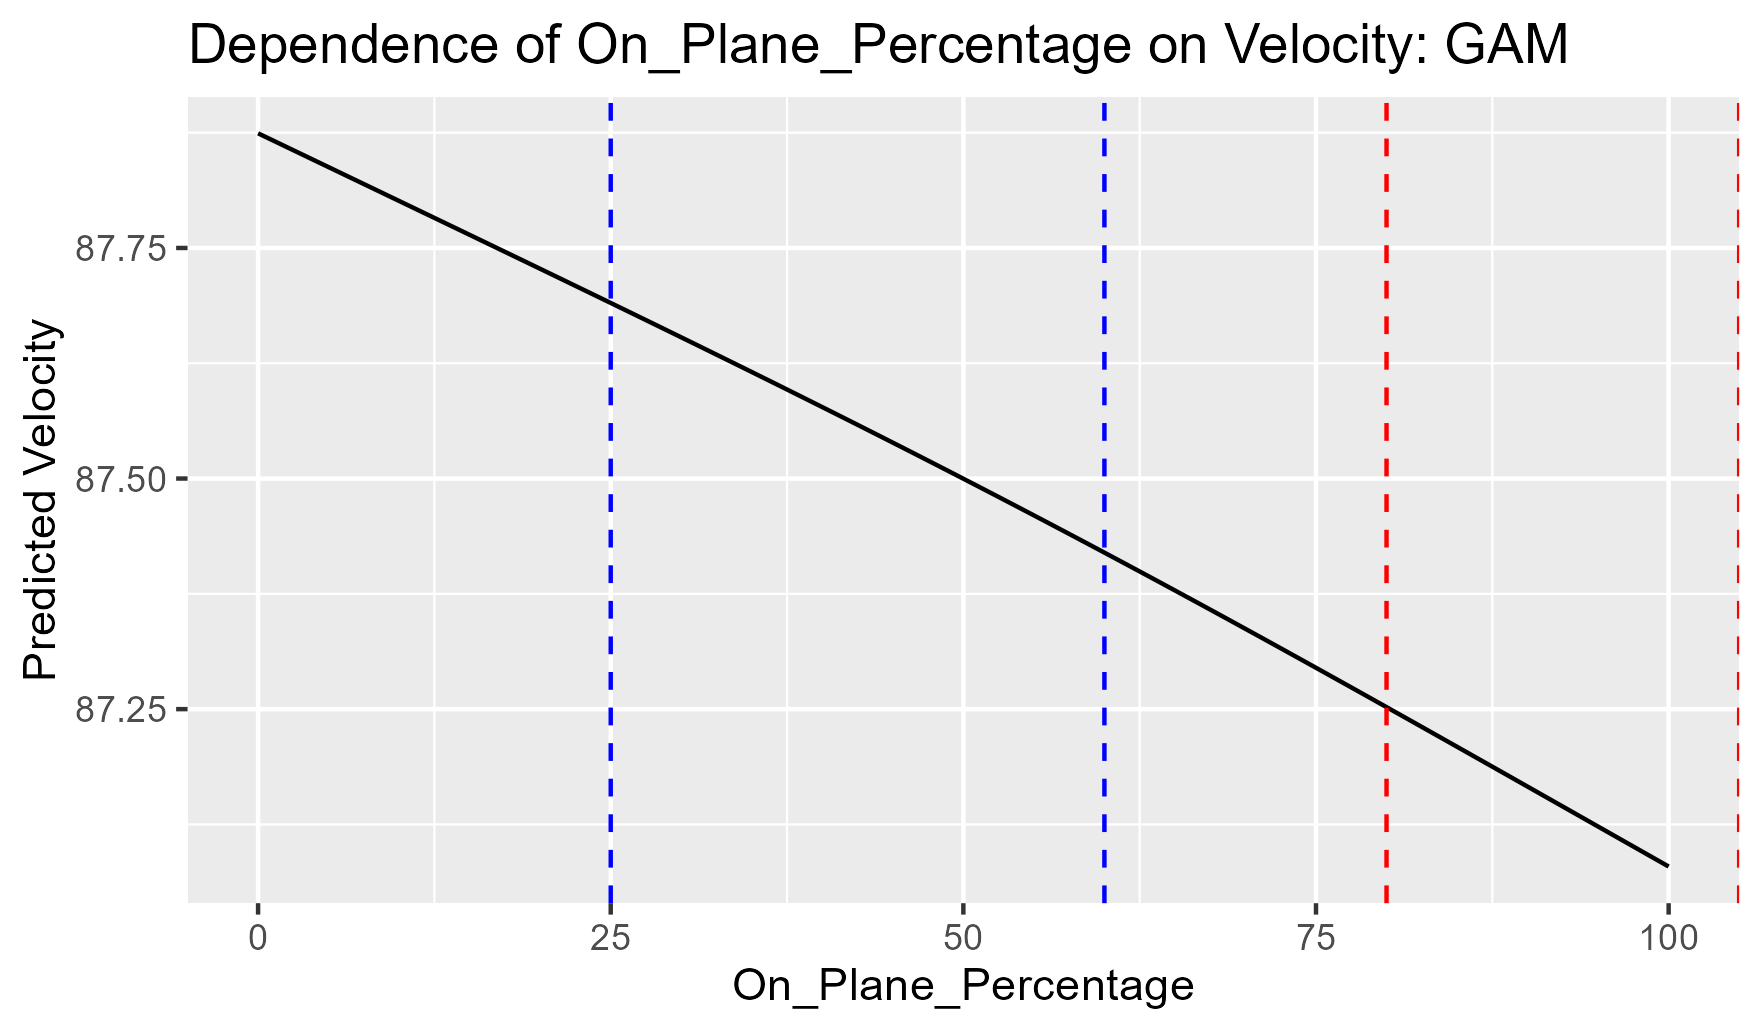 Dependence of On_Plane_Percentage on Velocity: GAM
Predicted Velocity
87.75
87.50
87.25
0 25 50 75 100
On_Plane_Percentage